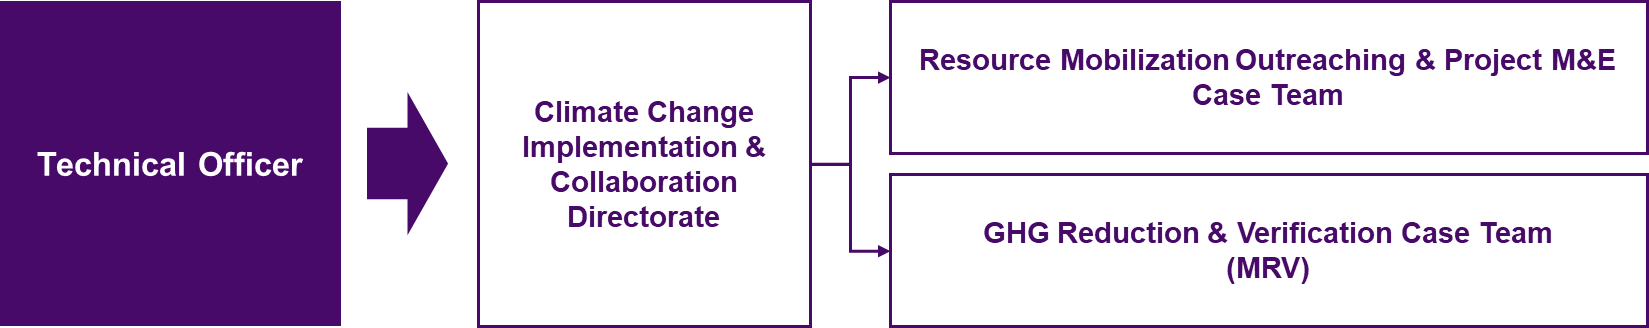 Technical Officer
Climate Change
Implementation &
Collaboration
Directorate
Resource Mobilization Outreaching & Project M&E
Case Team
GHG Reduction & Verification Case Team
(MRV)